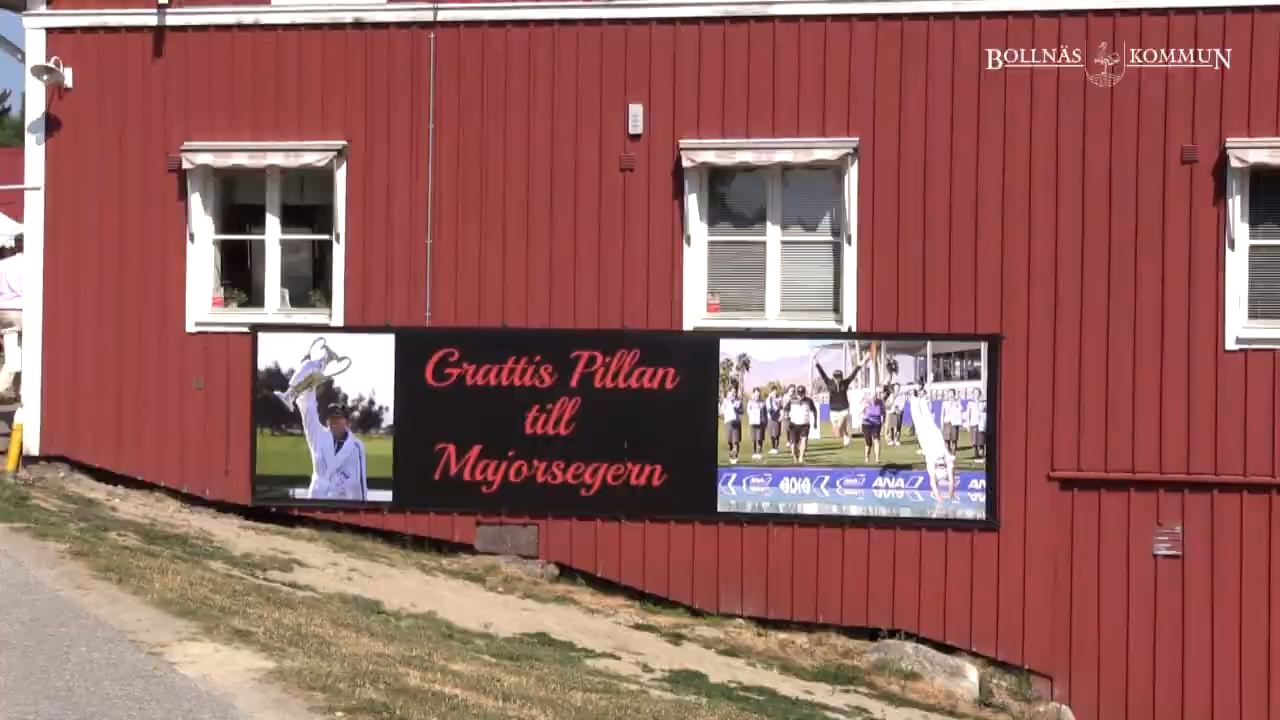 BOLLNÄS KOMMUN
Grattis Pillan
till
Majorsegern
ANA